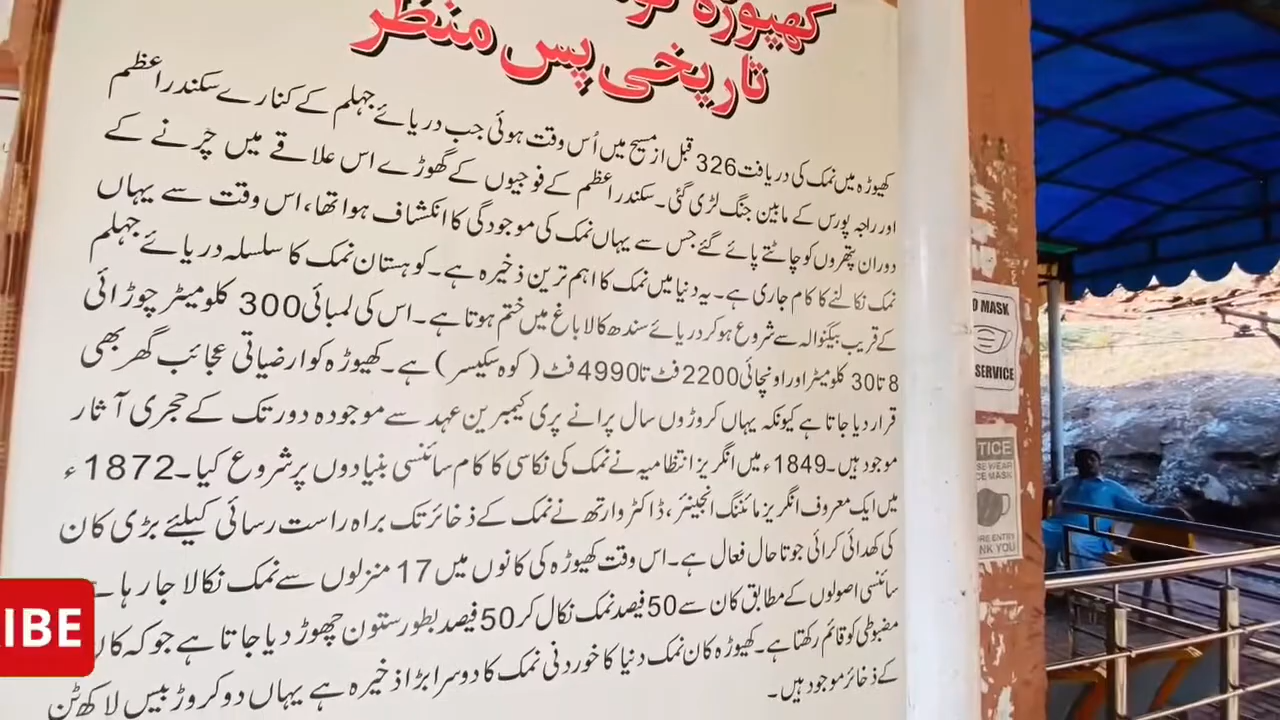 کھیوڑہ
تاریخی پس منظر
کھیوڑہ میں نمک کی دریافت 326 قبل از مسیح میں اُس وقت ہوئی جب دریائے جہلم کے کنارے سکندر اعظم
اور راجہ پورس کے مابین جنگ لڑی گئی۔ سکندر اعظم کے فوجیوں کے گھوڑے اس علاقے میں چرنے کے
دوران پتھروں کو چاٹتے پائے گئے جس سے یہاں نمک کی موجودگی کا انکشاف ہوا تھا، اس وقت سے یہاں
نمک نکالنے کا کام جاری ہے۔ یہ دنیا میں نمک کا اہم ترین ذخیرہ ہے۔ کوہستان نمک کا سلسلہ دریائے جہلم
کے قریب بیگنوالہ سے شروع ہو کر دریائے سندھ کالا باغ میں ختم ہوتا ہے۔ اس کی لمبائی 300 کلومیٹر چوڑائی
8 تا 30 کلومیٹر اور اونچائی 2200 فٹ تا 4990 فٹ (کوہ سکیسر) ہے۔ کھیوڑہ کو ارضیاتی عجائب گھر بھی
قرار دیا جاتا ہے کیونکہ یہاں کروڑوں سال پرانے پری کیمبرین عہد سے موجودہ دور تک کے حجری آثار
موجود ہیں۔ 1849ء میں انگریز انتظامیہ نے نمک کی نکاسی کا کام سائنسی بنیادوں پر شروع کیا۔ 1872ء
میں ایک معروف انگریز مائننگ انجینئر، ڈاکٹر وارتھ نے نمک کے ذخائر تک براہ راست رسائی کیلئے بڑی کان
کی کھدائی کرائی جو تاحال فعال ہے۔ اس وقت کھیوڑہ کی کانوں میں 17 منزلوں سے نمک نکالا جا رہا
سائنسی اصولوں کے مطابق کان سے 50 فیصد نمک نکال کر 50 فیصد بطور ستون چھوڑ دیا جاتا ہے جو کہ کان
مضبوطی کو قائم رکھتا ہے۔ کھیوڑہ کان نمک دنیا کا خوردنی نمک کا دوسرا بڑا ذخیرہ ہے یہاں دو کروڑ بیس لاکھ ٹن
کے ذخائر موجود ہیں۔
MASK
SERVICE
WEAR
MASK
ENTRY
YOU
IBE